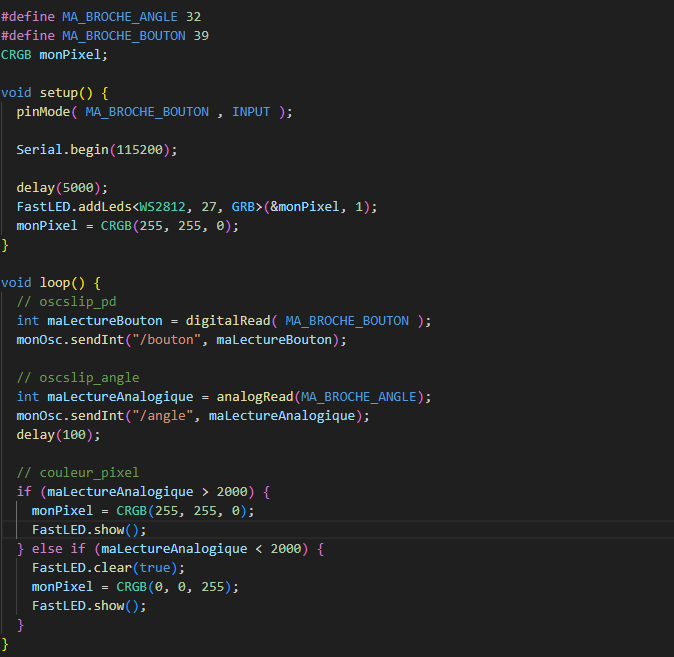 #define MA_BROCHE_ANGLE 32
#define MA_BROCHE_BOUTON 39
CRGB monPixel;
void setup() {
pinMode( MA_BROCHE_BOUTON , INPUT );
Serial.begin(115200);
delay(5000);
FastLED.addLeds<WS2812, 27, GRB>(&monPixel, 1);
monPixel = CRGB(255, 255, 0);
}
void loop() {
// oscslip_pd
int maLectureBouton = digitalRead( MA_BROCHE_BOUTON );
monOsc.sendInt("/bouton", maLectureBouton);
// oscslip_angle
int maLectureAnalogique = analogRead(MA_BROCHE_ANGLE);
monOsc.sendInt("/angle", maLectureAnalogique);
delay(100);
// couleur_pixel
if (maLectureAnalogique > 2000) {
monPixel = CRGB(255, 255, 0);
FastLED.show();
} else if (maLectureAnalogique < 2000) {
FastLED.clear(true);
monPixel = CRGB(0, 0, 255);
FastLED.show();
}
}